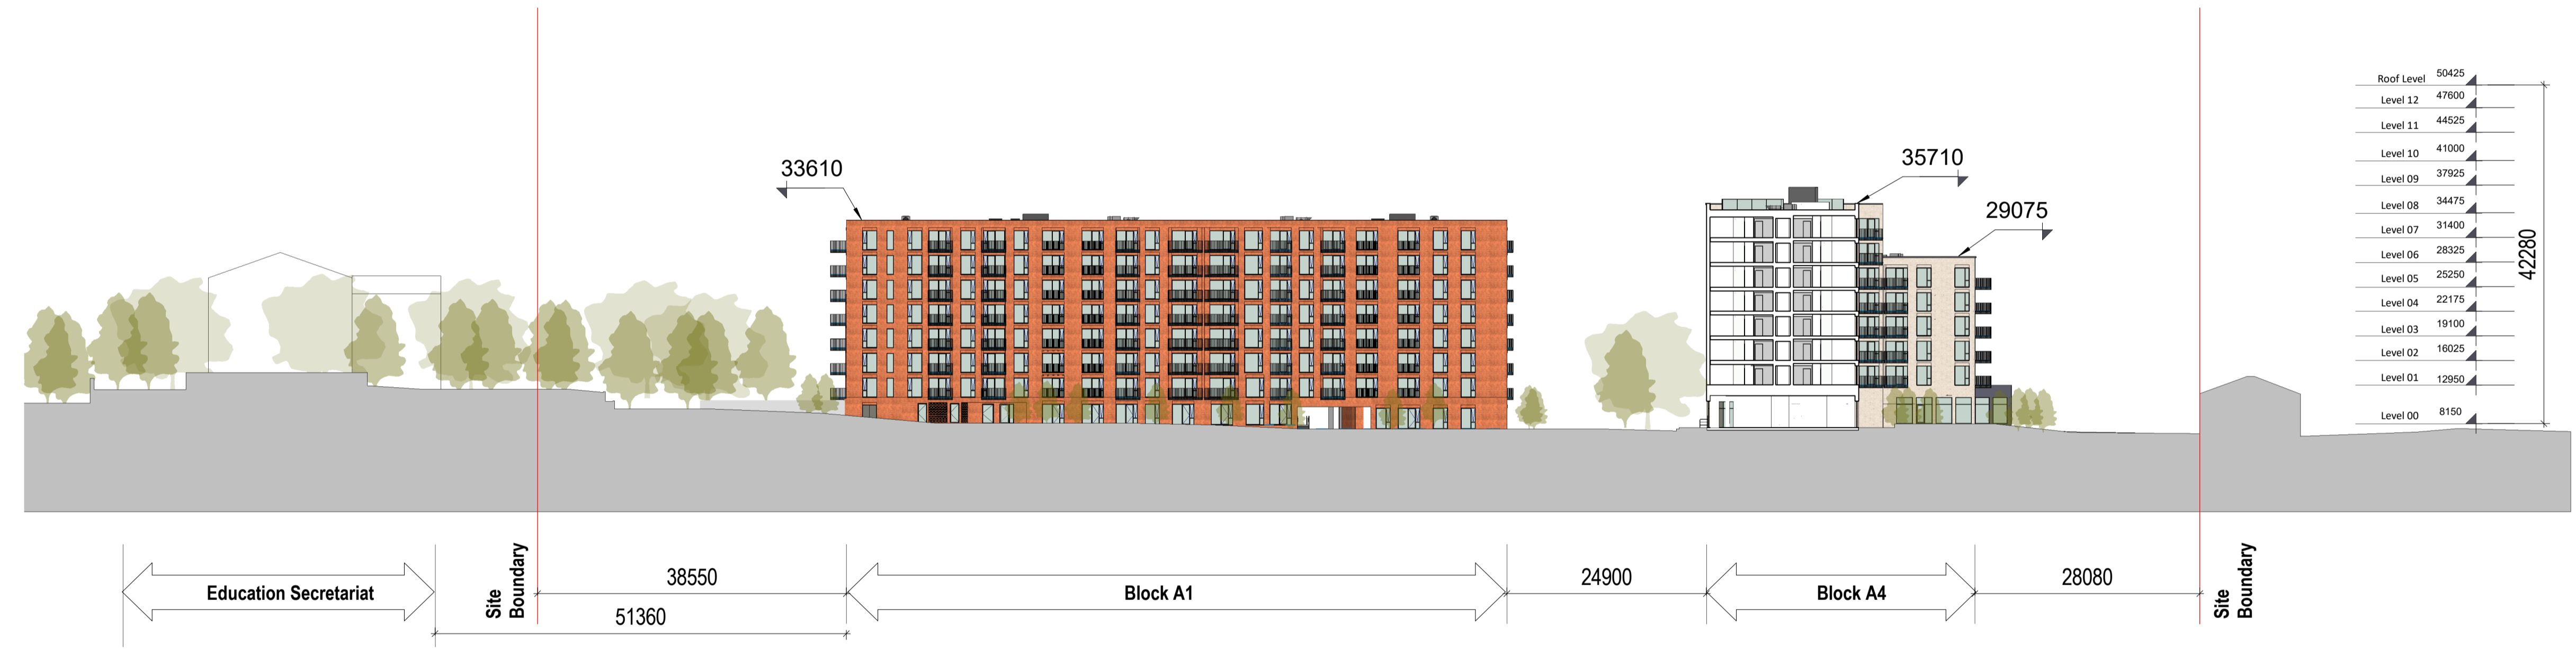 Roof Level 50425
Level 12 47600
Level 11 44525
Level 10 41000
Level 09 37925
Level 08 34475
Level 07 31400
Level 06 28325
Level 05 25250
Level 04 22175
Level 03 19100
Level 02 16025
Level 01 12950
Level 00 8150
42280
33610
35710
29075
Education Secretariat
Site
Boundary
38550
51360
Block A1
24900
Block A4
28080
Site
Boundary